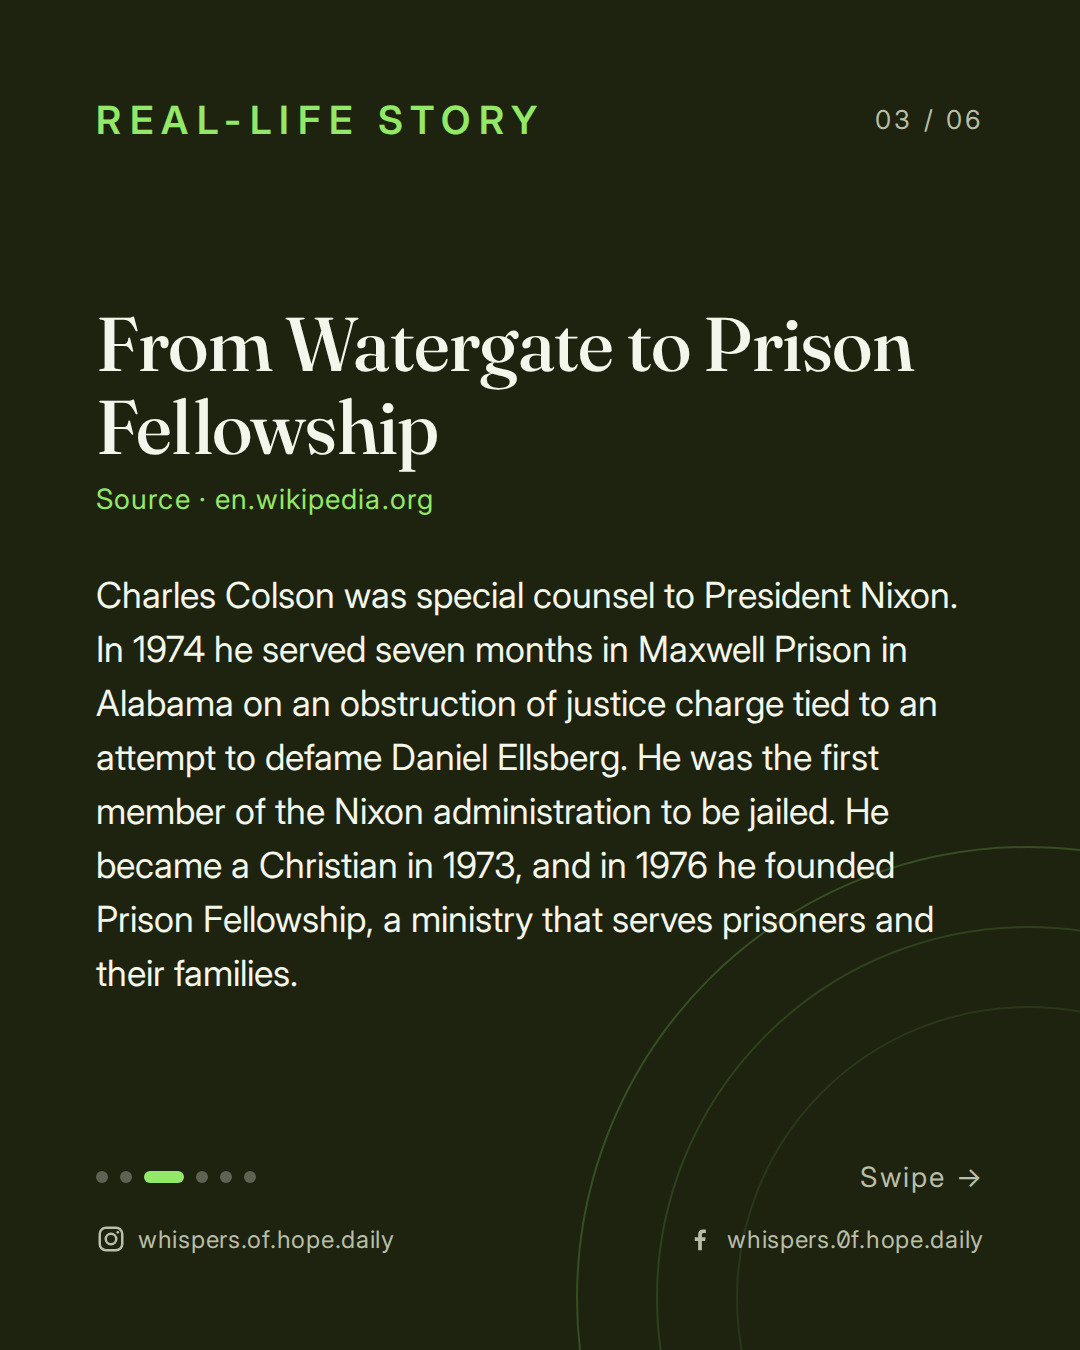 REAL-LIFE STORY
03 / 06
From Watergate to Prison
Fellowship
Source · en.wikipedia.org
Charles Colson was special counsel to President Nixon.
In 1974 he served seven months in Maxwell Prison in
Alabama on an obstruction of justice charge tied to an
attempt to defame Daniel Ellsberg. He was the first
member of the Nixon administration to be jailed. He
became a Christian in 1973, and in 1976 he founded
Prison Fellowship, a ministry that serves prisoners and
their families.
Swipe →
whispers.of.hope.daily
whispers.0f.hope.daily